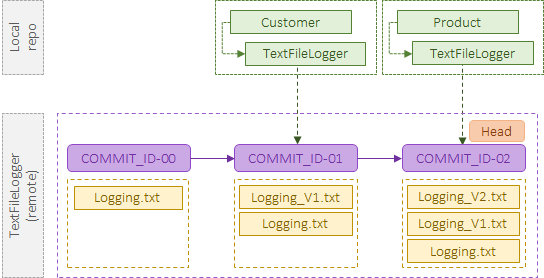 Local
repo
Customer
TextFileLogger
Product
TextFileLogger
TextFileLogger
(remote)
Head
COMMIT_ID-00
COMMIT_ID-01
COMMIT_ID-02
Logging.txt
Logging_V1.txt
Logging.txt
Logging_V2.txt
Logging_V1.txt
Logging.txt